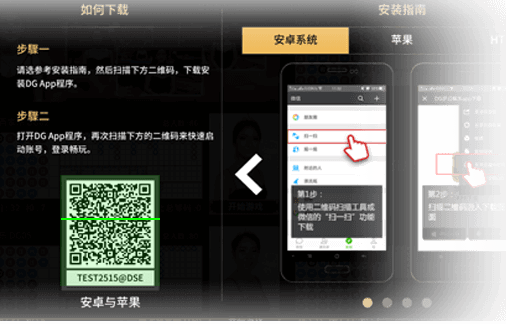 如何下载
步骤一
请选参考安装指南，然后扫描下方二维码，下载安
装DG App程序。
步骤二
打开DG App程序，再次扫描下方的二维码来快速启
动账号，登录畅玩。
TEST2515@DSE
安卓与苹果
安装指南
安卓系统
苹果
HT
微信
朋友圈
扫一扫
摇一摇
第1步：
使用二维码扫描工具或
微信的“扫一扫”功能
下载
第2步：
扫描二维码进入下载
面